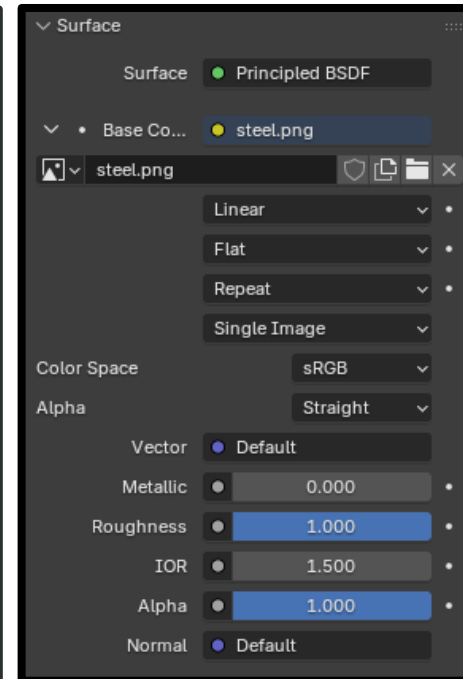 Surface
Surface Principled BSDF
Base Co... steel.png
steel.png
Linear
Flat
Repeat
Single Image
Color Space sRGB
Alpha Straight
Vector Default
Metallic 0.000
Roughness 1.000
IOR 1.500
Alpha 1.000
Normal Default